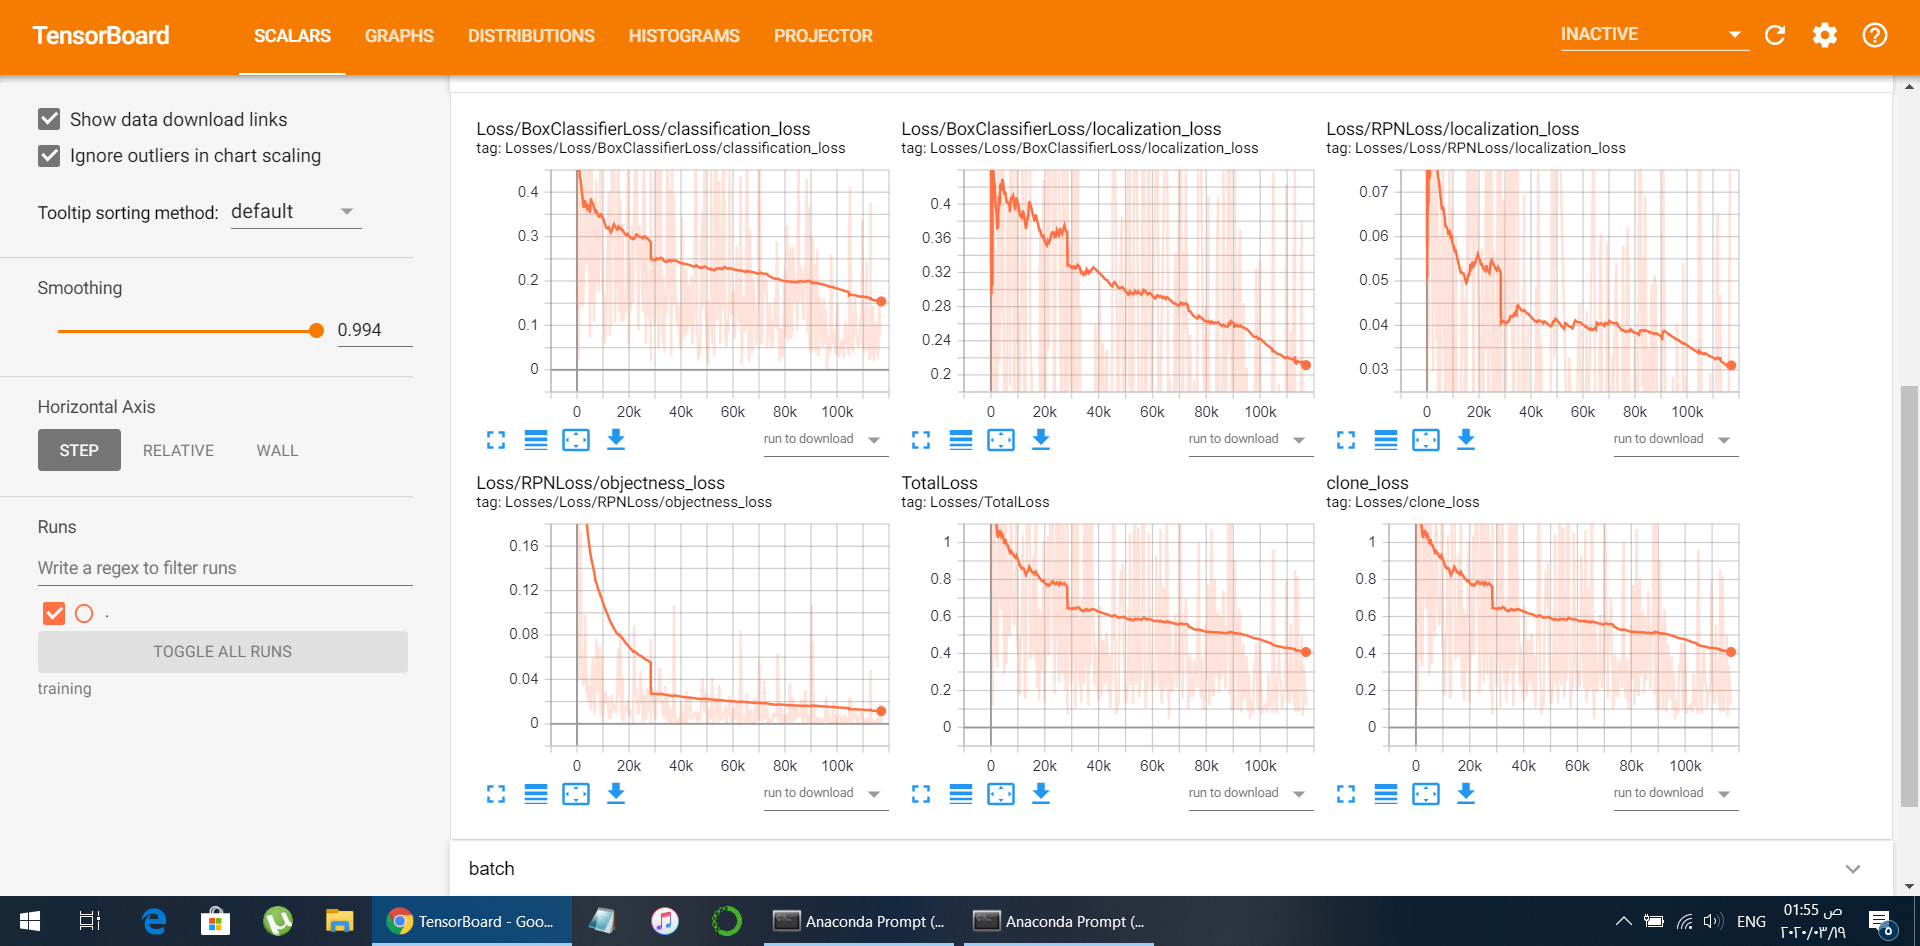 TensorBoard
SCALARS GRAPHS DISTRIBUTIONS HISTOGRAMS PROJECTOR
INACTIVE
Show data download links
Ignore outliers in chart scaling
Tooltip sorting method: default
Smoothing
0.994
Horizontal Axis
STEP RELATIVE WALL
Runs
Write a regex to filter runs
.
TOGGLE ALL RUNS
training
Loss/BoxClassifierLoss/classification_loss
tag: Losses/Loss/BoxClassifierLoss/classification_loss
0.4
0.3
0.2
0.1
0
0 20k 40k 60k 80k 100k
run to download
Loss/BoxClassifierLoss/localization_loss
tag: Losses/Loss/BoxClassifierLoss/localization_loss
0.4
0.36
0.32
0.28
0.24
0.2
0 20k 40k 60k 80k 100k
run to download
Loss/RPNLoss/localization_loss
tag: Losses/Loss/RPNLoss/localization_loss
0.07
0.06
0.05
0.04
0.03
0 20k 40k 60k 80k 100k
run to download
Loss/RPNLoss/objectness_loss
tag: Losses/Loss/RPNLoss/objectness_loss
0.16
0.12
0.08
0.04
0
0 20k 40k 60k 80k 100k
run to download
TotalLoss
tag: Losses/TotalLoss
1
0.8
0.6
0.4
0.2
0
0 20k 40k 60k 80k 100k
run to download
clone_loss
tag: Losses/clone_loss
1
0.8
0.6
0.4
0.2
0
0 20k 40k 60k 80k 100k
run to download
batch
TensorBoard - Goo...
Anaconda Prompt (...
Anaconda Prompt (...
ENG
01:55 ص
٢٠٢٠/٠٣/١٩
٥